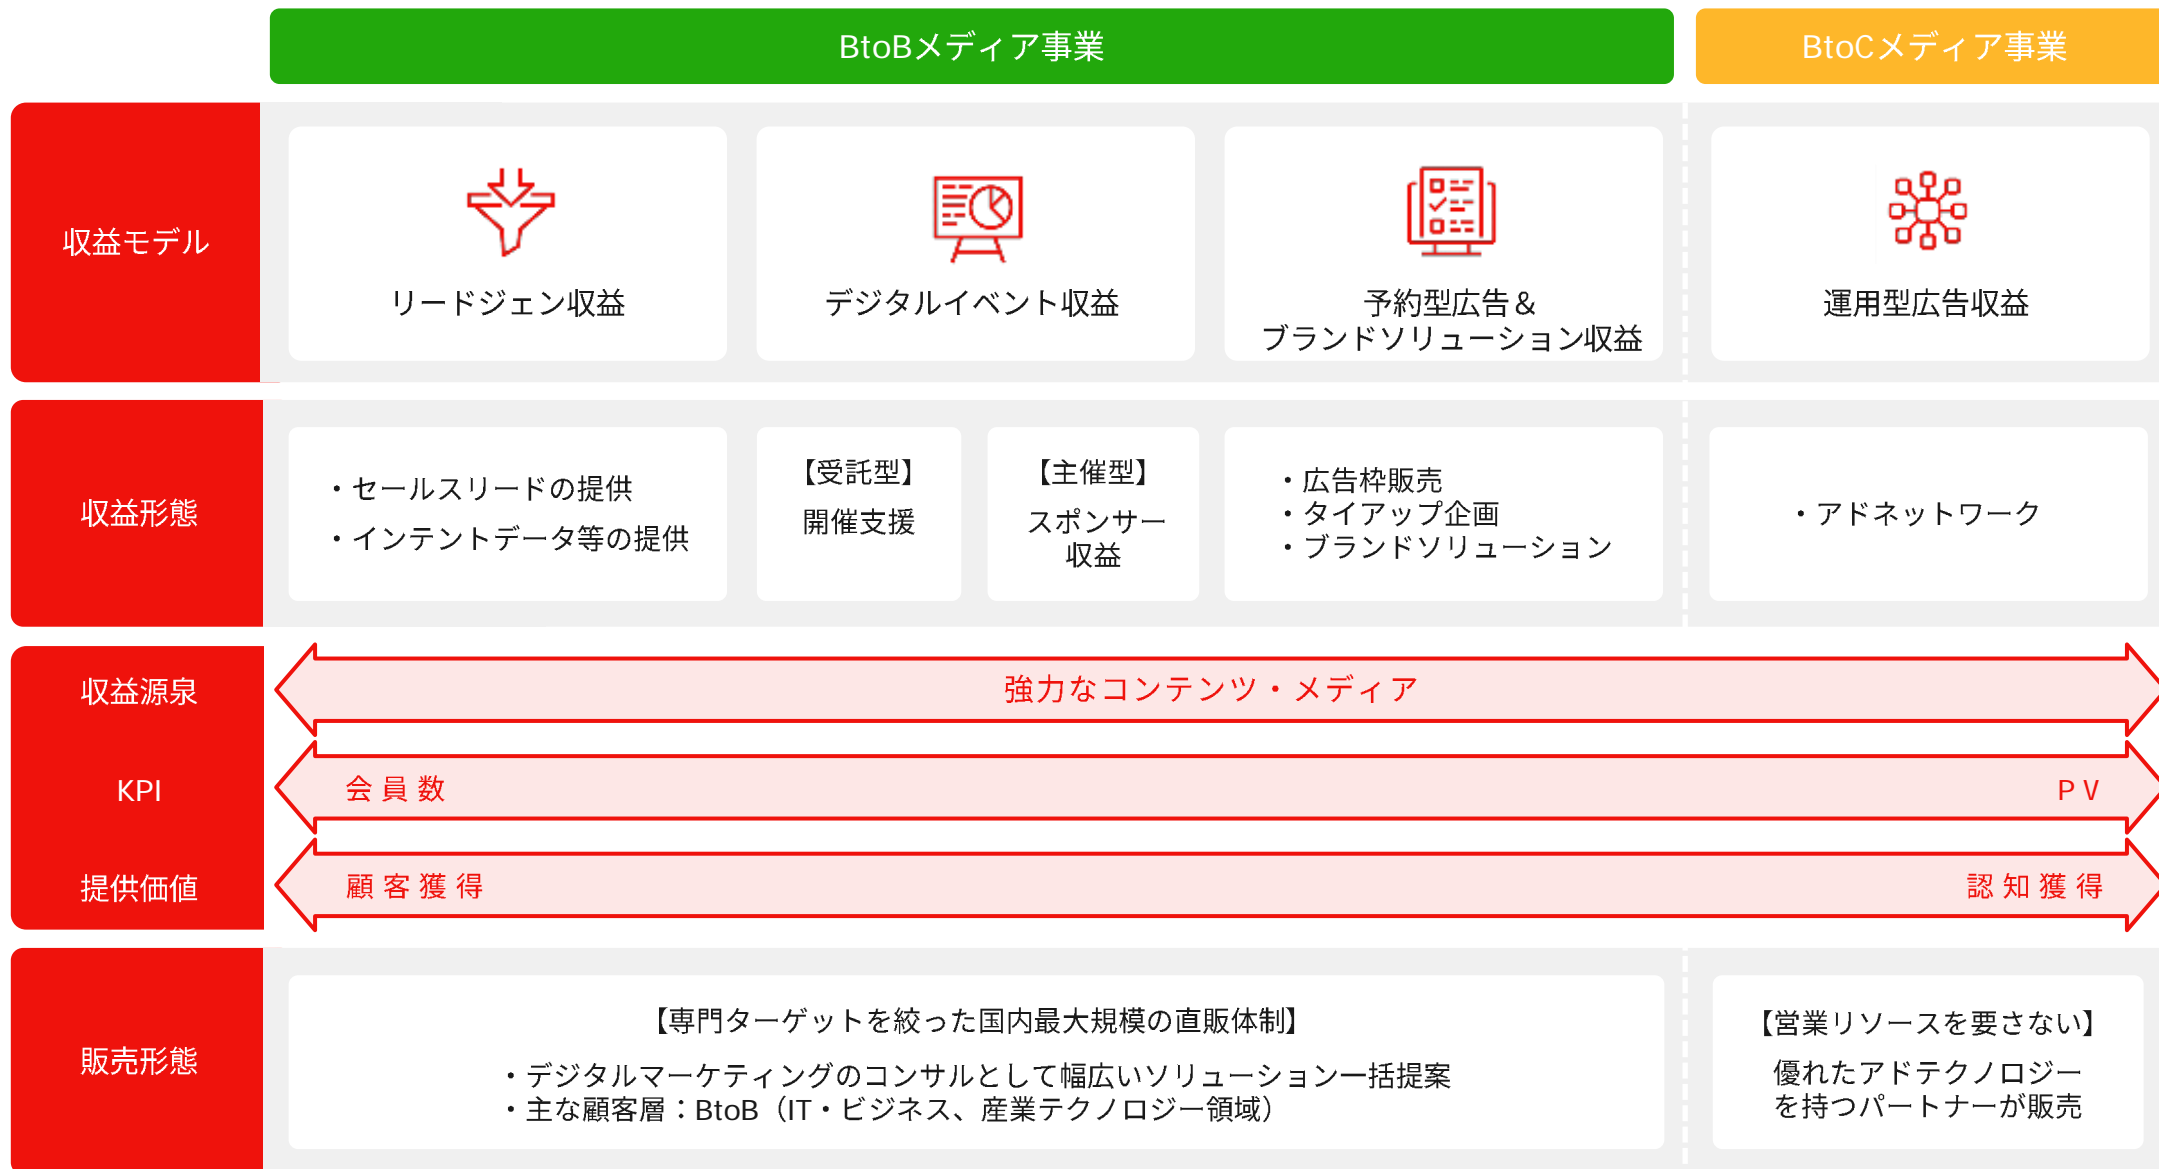 BtoBメディア事業
BtoCメディア事業
収益モデル
リードジェン収益
デジタルイベント収益
予約型広告＆
ブランドソリューション収益
運用型広告収益
収益形態
・セールスリードの提供
・インテントデータ等の提供
【受託型】
開催支援
【主催型】
スポンサー
収益
・広告枠販売
・タイアップ企画
・ブランドソリューション
・アドネットワーク
収益源泉
強力なコンテンツ・メディア
KPI
会員数
PV
提供価値
顧客獲得
認知獲得
販売形態
【専門ターゲットを絞った国内最大規模の直販体制】
・デジタルマーケティングのコンサルとして幅広いソリューション一括提案
・主な顧客層：BtoB（IT・ビジネス、産業テクノロジー領域）
【営業リソースを要さない】
優れたアドテクノロジー
を持つパートナーが販売